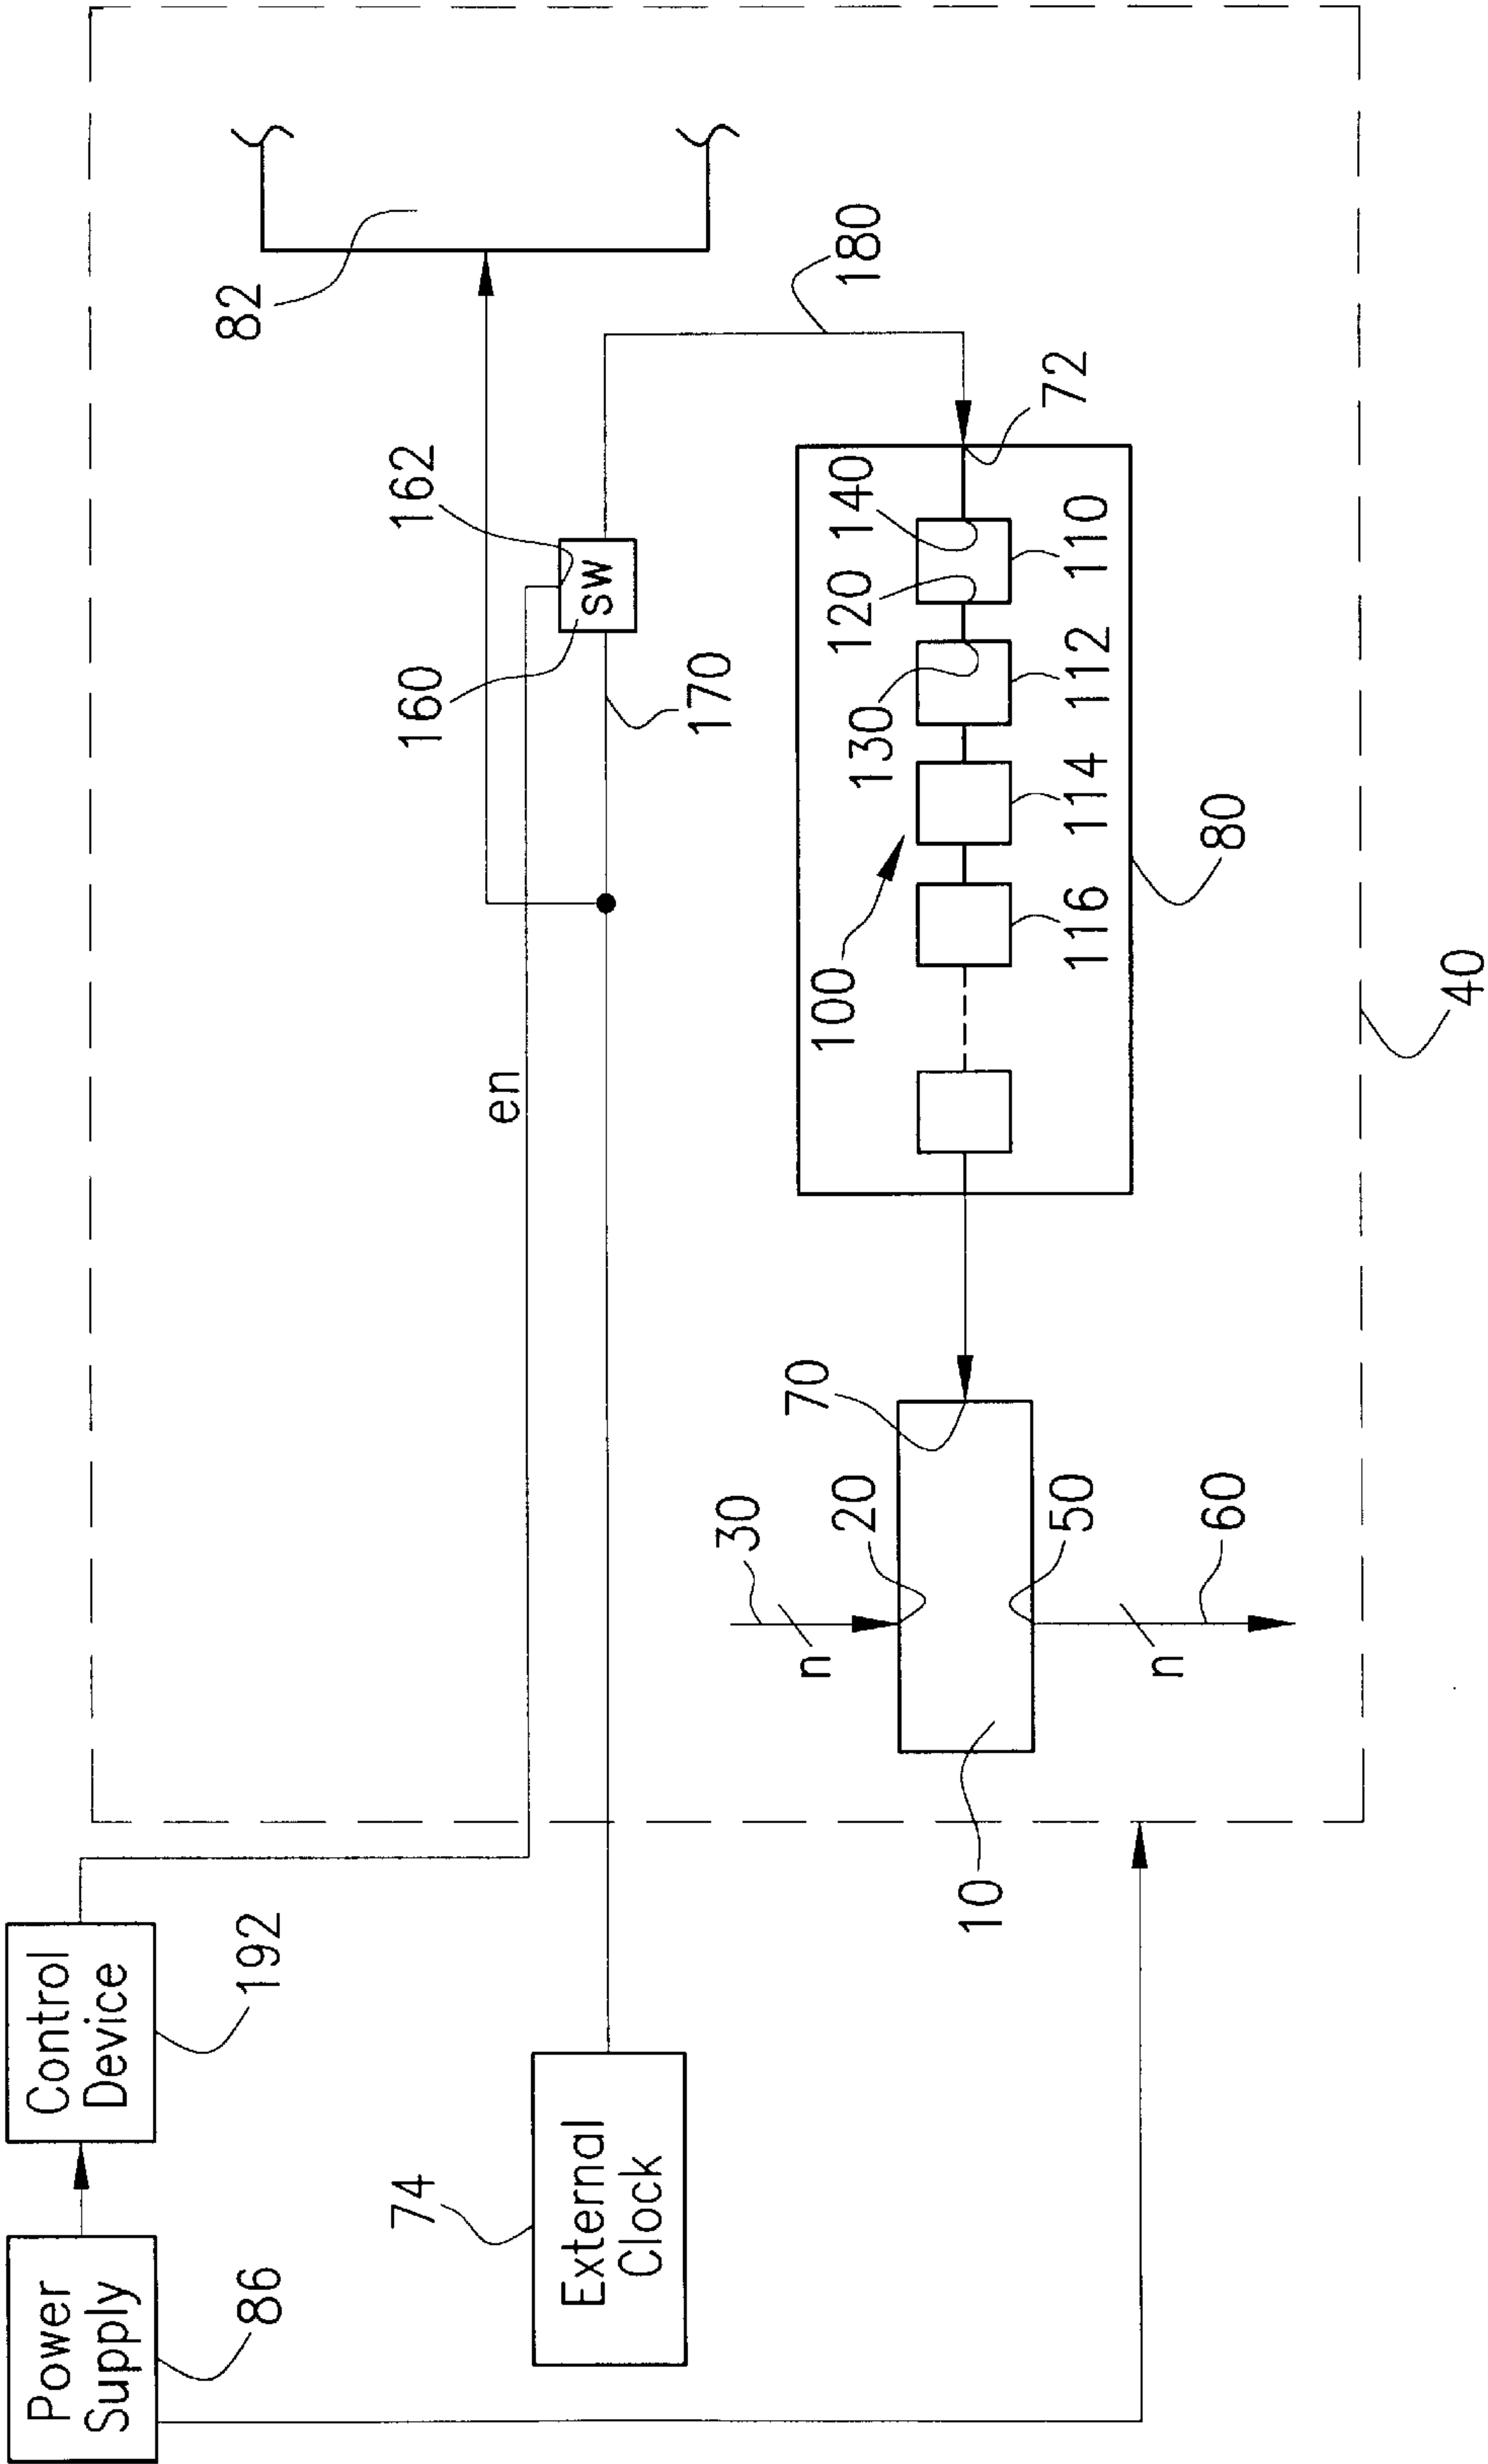 Power
Supply
86
Control
Device
192
74
External
Clock
en
160
162
sw
170
82
180
30
n
20
70
10
50
n
60
100
130
120
140
72
116
114
112
110
80
40